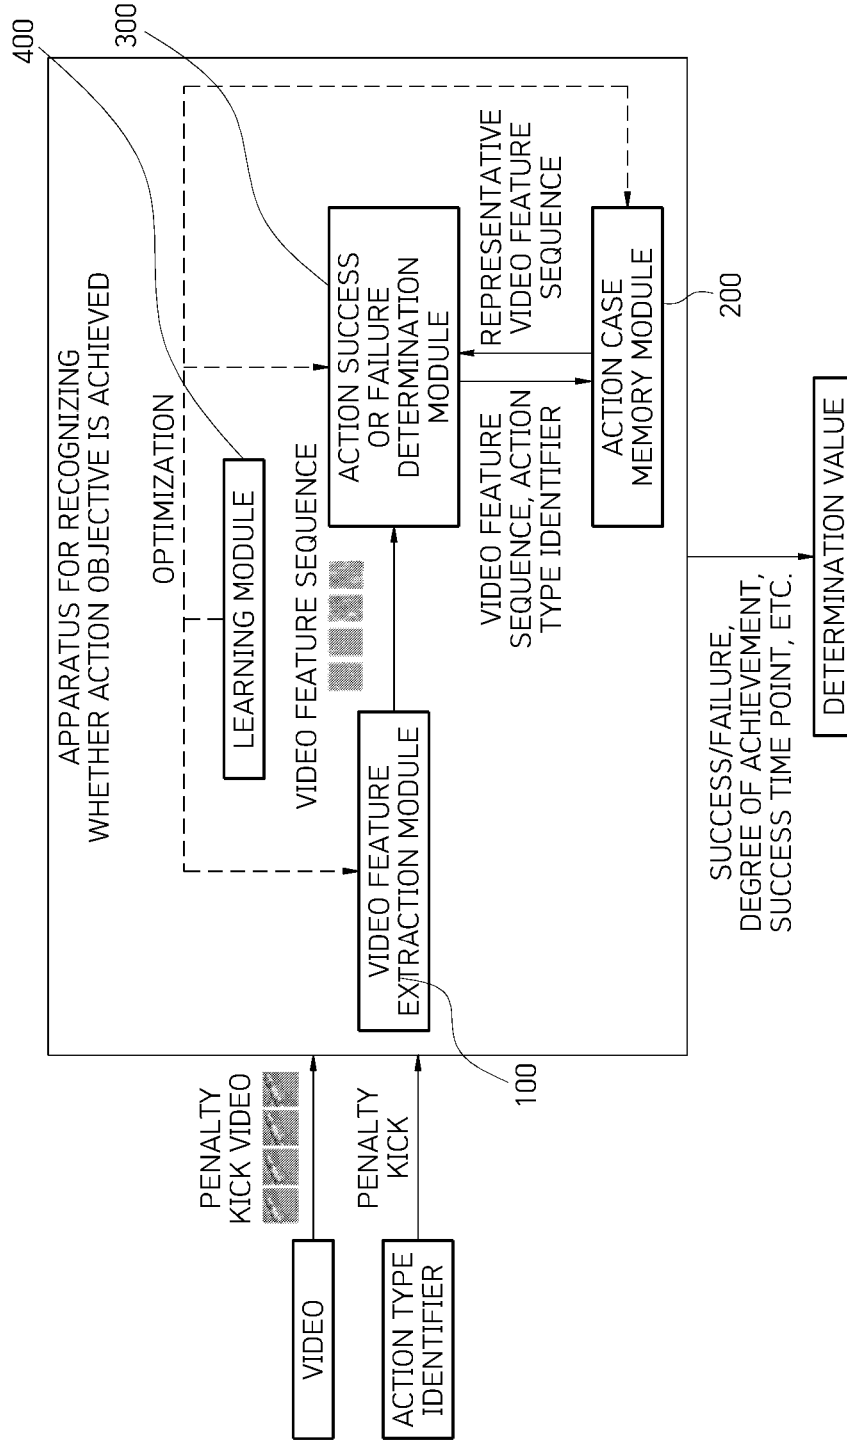 APPARATUS FOR RECOGNIZING
WHETHER ACTION OBJECTIVE IS ACHIEVED
400
300
OPTIMIZATION
LEARNING MODULE
PENALTY
KICK VIDEO
VIDEO
VIDEO FEATURE SEQUENCE
ACTION SUCCESS
OR FAILURE
DETERMINATION
MODULE
PENALTY
KICK
ACTION TYPE
IDENTIFIER
VIDEO FEATURE
EXTRACTION MODULE
100
VIDEO FEATURE
SEQUENCE, ACTION
TYPE IDENTIFIER
REPRESENTATIVE
VIDEO FEATURE
SEQUENCE
ACTION CASE
MEMORY MODULE
200
SUCCESS/FAILURE,
DEGREE OF ACHIEVEMENT,
SUCCESS TIME POINT, ETC.
DETERMINATION VALUE